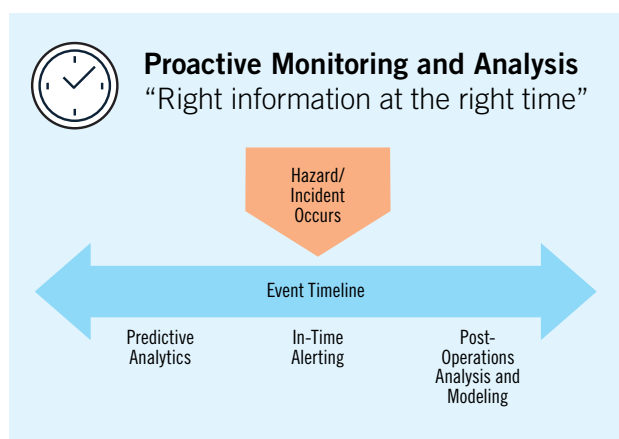 Proactive Monitoring and Analysis
“Right information at the right time”
Hazard/
Incident
Occurs
Event Timeline
Predictive
Analytics
In-Time
Alerting
Post-
Operations
Analysis and
Modeling